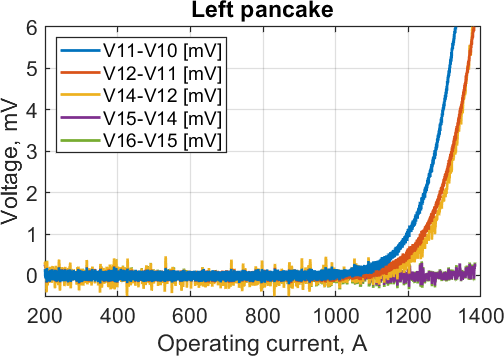 Left pancake
6
5
4
3
2
1
0
Voltage, mV
V11-V10 [mV]
V12-V11 [mV]
V14-V12 [mV]
V15-V14 [mV]
V16-V15 [mV]
200 400 600 800 1000 1200 1400
Operating current, A